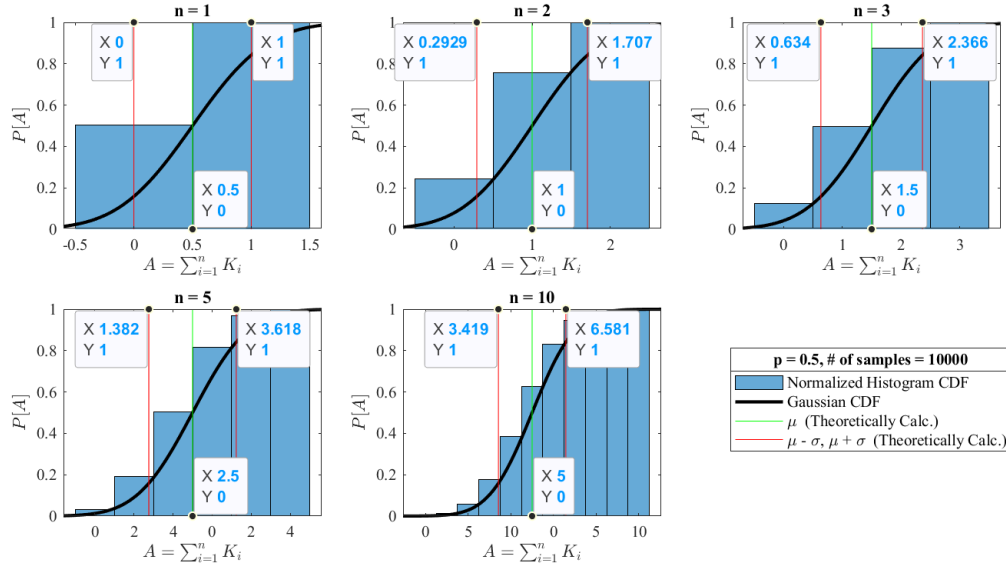 n = 1
X 0
Y 1
X 1
Y 1
X 0.5
Y 0
1
0.8
0.6
0.4
0.2
0
P[A]
-0.5 0 0.5 1 1.5
A = ∑ⁿᵢ₌₁ Kᵢ
n = 2
X 0.2929
Y 1
X 1.707
Y 1
X 1
Y 0
1
0.8
0.6
0.4
0.2
0
P[A]
0 1 2
A = ∑ⁿᵢ₌₁ Kᵢ
n = 3
X 0.634
Y 1
X 2.366
Y 1
X 1.5
Y 0
1
0.8
0.6
0.4
0.2
0
P[A]
0 1 2 3
A = ∑ⁿᵢ₌₁ Kᵢ
n = 5
X 1.382
Y 1
X 3.618
Y 1
X 2.5
Y 0
1
0.8
0.6
0.4
0.2
0
P[A]
0 2 4 0 2 4
A = ∑ⁿᵢ₌₁ Kᵢ
n = 10
X 3.419
Y 1
X 6.581
Y 1
X 5
Y 0
1
0.8
0.6
0.4
0.2
0
P[A]
0 5 10 0 5 10
A = ∑ⁿᵢ₌₁ Kᵢ
p = 0.5, # of samples = 10000
Normalized Histogram CDF
Gaussian CDF
μ (Theoretically Calc.)
μ - σ, μ + σ (Theoretically Calc.)